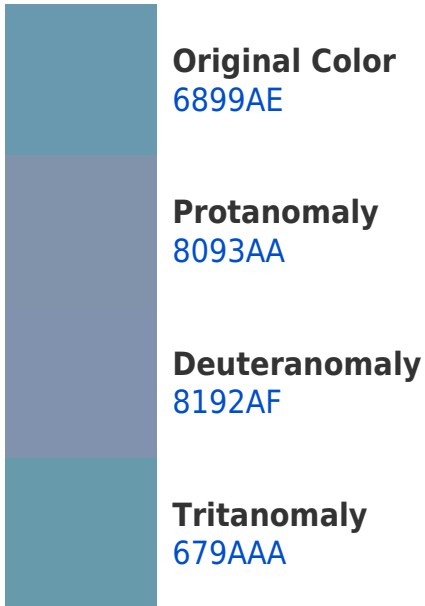 Original Color
6899AE
Protanomaly
8093AA
Deuteranomaly
8192AF
Tritanomaly
679AAA